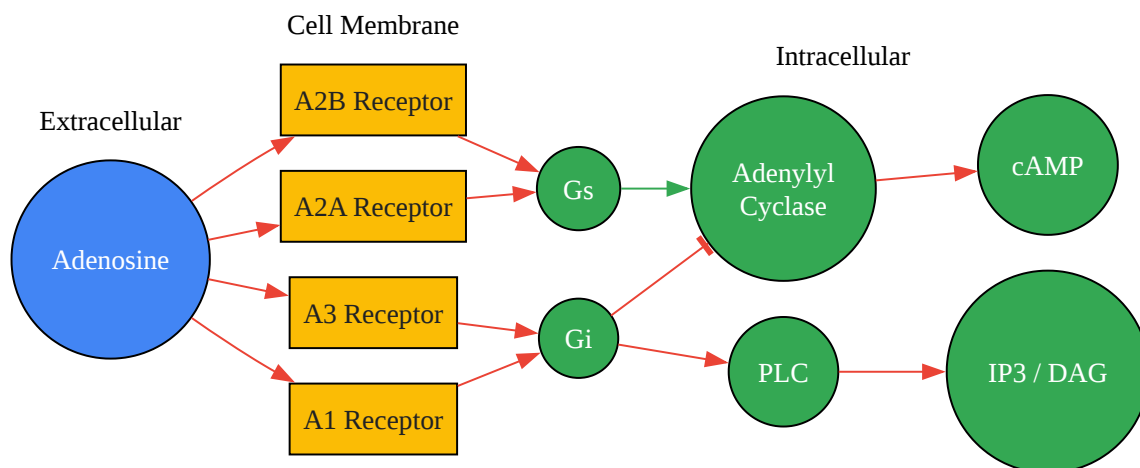 Cell Membrane
Intracellular
Extracellular
A2B Receptor
A2A Receptor
A3 Receptor
A1 Receptor
Adenosine
Gs
Gi
Adenylyl
Cyclase
PLC
cAMP
IP3 / DAG